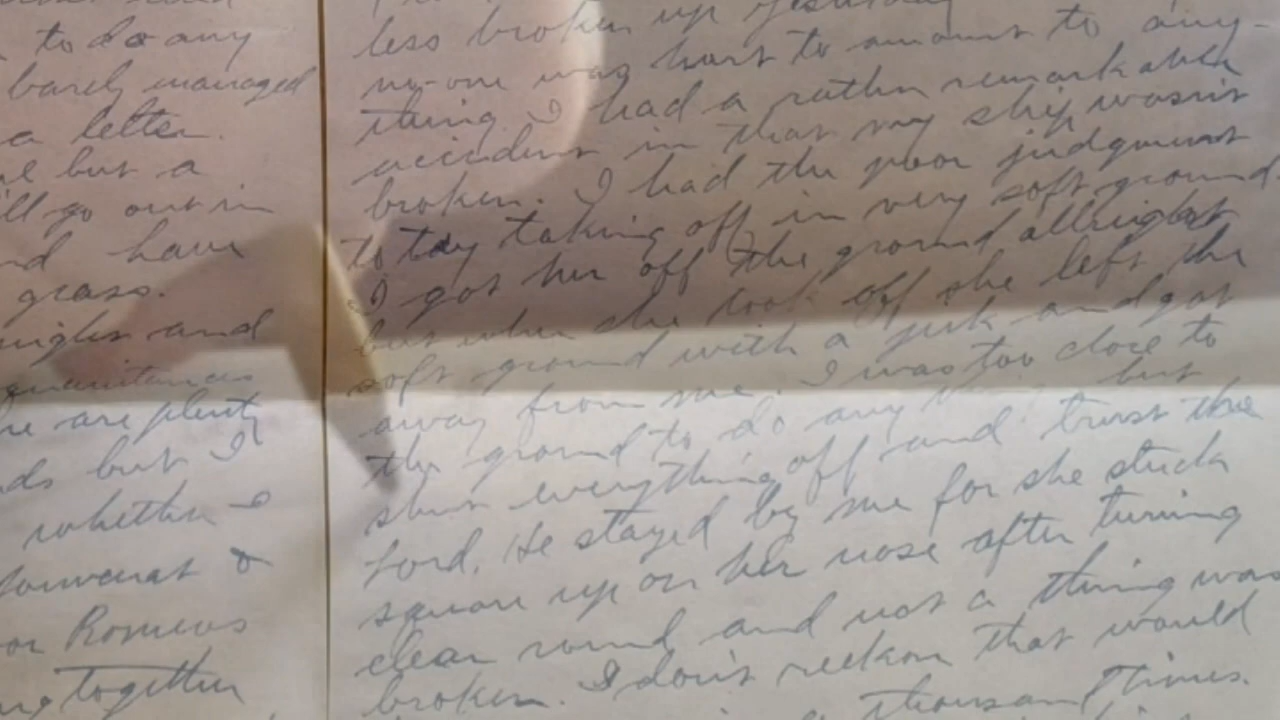 to do any
barely managed
a letter.
but a
'll go out in
have
grass.
and
are plenty
but I
whether
or Romeos
together
less broken up yesterday
no-one was hurt to amount to any-
thing. I had a rather remarkable
accident in that my ship wasn't
broken. I had the poor judgment
to try taking off in very soft ground.
I got her off the ground allright
but when she took off she left the
soft ground with a jerk and got
away from me. I was too close to
the ground to do any thing but
shut everything off and trust the
Lord. He stayed by me for she stuck
square up on her nose after turning
clear round and not a thing was
broken. I don't reckon that would
thousand times.